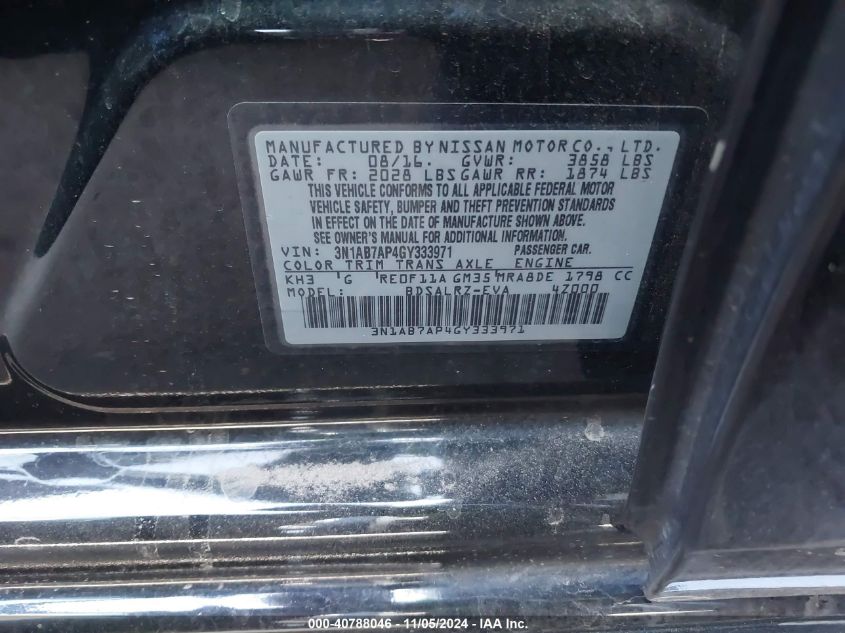 MANUFACTURED BY NISSAN MOTOR CO., LTD.
DATE: 08/16. GVWR: 3858 LBS
GAWR FR: 2028 LBS GAWR RR: 1874 LBS
THIS VEHICLE CONFORMS TO ALL APPLICABLE FEDERAL MOTOR
VEHICLE SAFETY, BUMPER AND THEFT PREVENTION STANDARDS
IN EFFECT ON THE DATE OF MANUFACTURE SHOWN ABOVE.
SEE OWNER'S MANUAL FOR ADDITIONAL INFORMATION.
VIN: 3N1AB7AP4GY333971 PASSENGER CAR.
COLOR TRIM TRANS AXLE ENGINE
KH3 'G 'RE0F11A GM35'MRA8DE 1798 CC
MODEL: BDSALRZ-EVA 4Z000
3N1AB7AP4GY333971
000-40788046 - 11/05/2024 - IAA Inc.